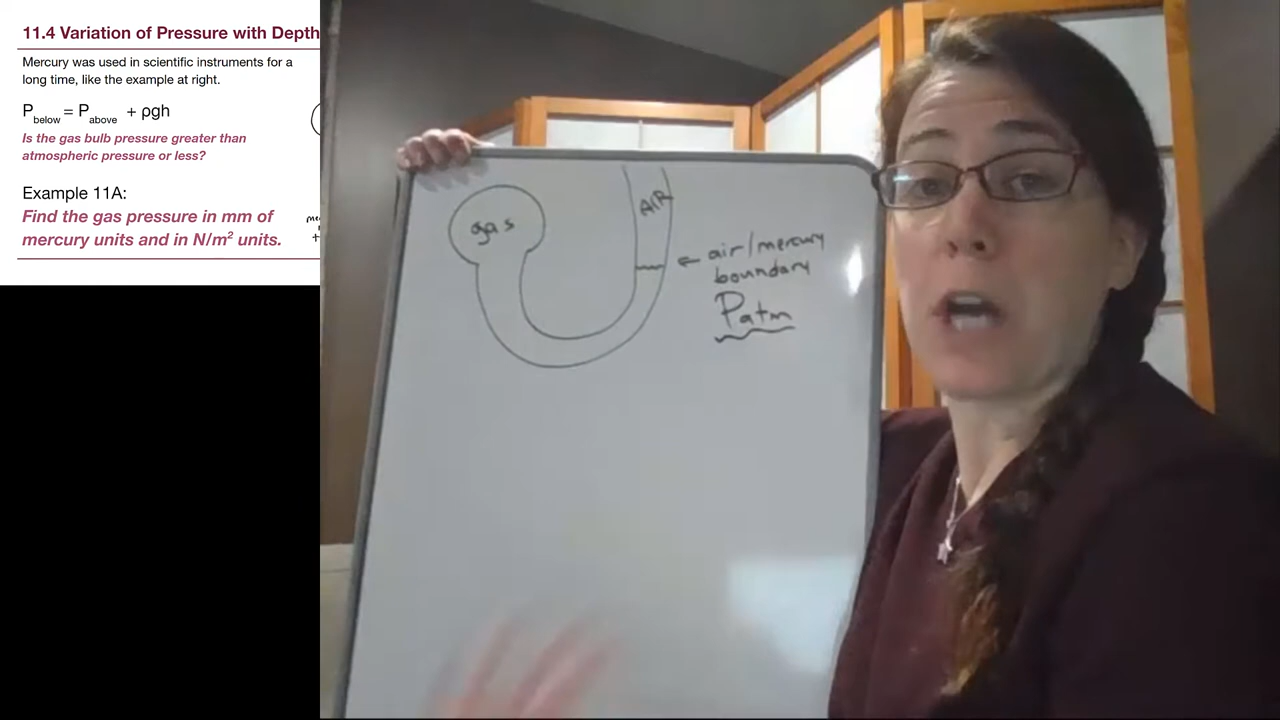 11.4 Variation of Pressure with Depth
Mercury was used in scientific instruments for a
long time, like the example at right.
P below = P above + ρgh
Is the gas bulb pressure greater than
atmospheric pressure or less?
Example 11A:
Find the gas pressure in mm of
mercury units and in N/m² units.
gas
AIR
← air/mercury
boundary
Patm